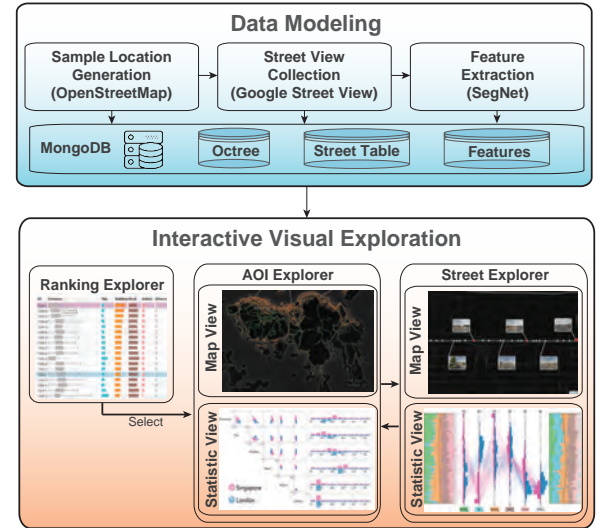 Data Modeling
Sample Location
Generation
(OpenStreetMap)
Street View
Collection
(Google Street View)
Feature
Extraction
(SegNet)
MongoDB
Octree
Street Table
Features
Interactive Visual Exploration
Ranking Explorer
Select
AOI Explorer
Map View
Statistic View
Singapore
London
Street Explorer
Map View
Statistic View